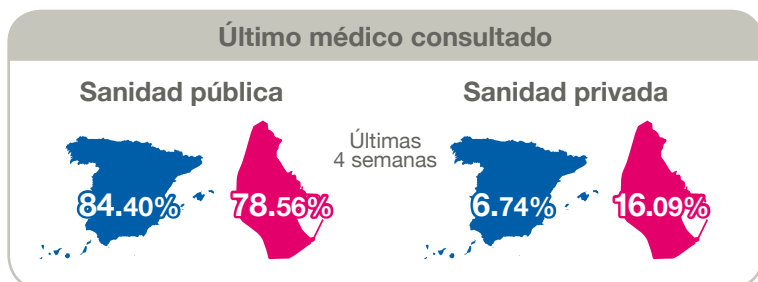 Último médico consultado
Sanidad pública
Sanidad privada
Últimas
4 semanas
84.40%
78.56%
6.74%
16.09%